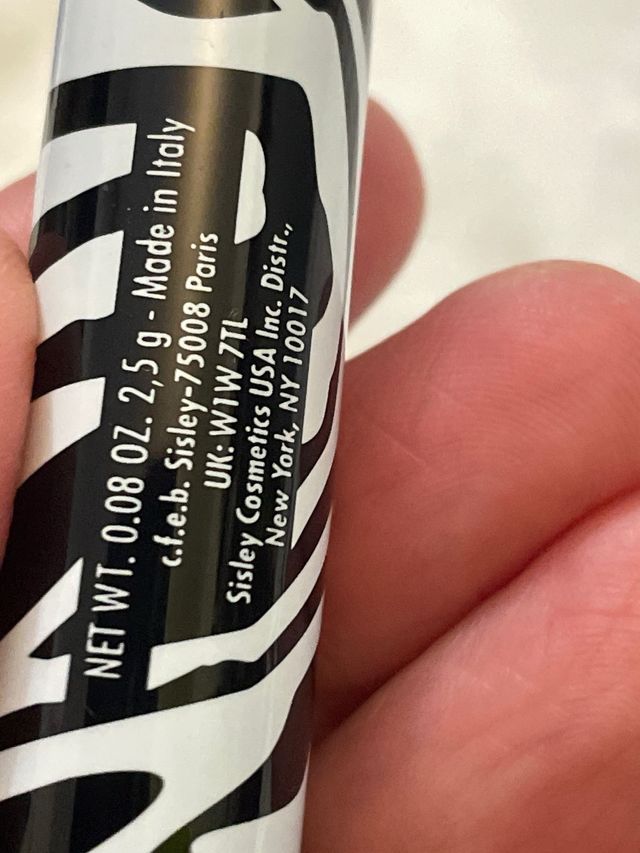 NET WT. 0.08 OZ. 2,5 g - Made in Italy
c.f.e.b. Sisley-75008 Paris
UK: W1W 7TL
Sisley Cosmetics USA Inc. Distr.,
New York, NY 10017